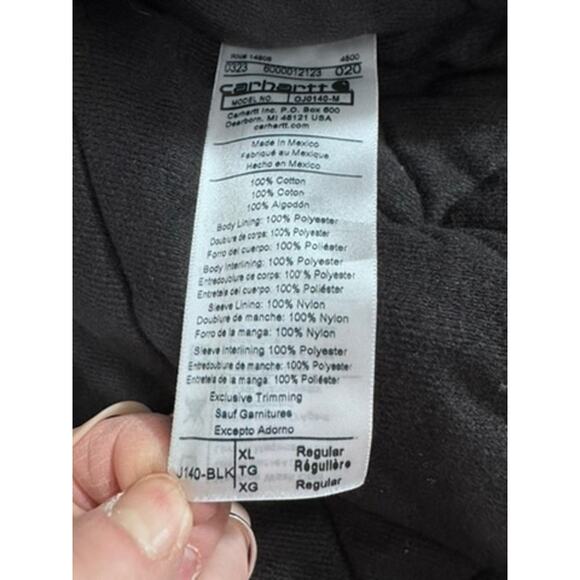 RN# 14806 4500
0323 6000012123 020
carhartt
MODEL NO. OJ0140-M
Carhartt Inc. P.O. Box 600
Dearborn, MI 48121 USA
carhartt.com
Made in Mexico
Fabriqué au Mexique
Hecho en Mexico
100% Cotton
100% Coton
100% Algodón
Body Lining: 100% Polyester
Doublure de corps: 100% Polyester
Forro del cuerpo: 100% Poliéster
Body Interlining: 100% Polyester
Entredoublure de corps: 100% Polyester
Entretela del cuerpo: 100% Poliéster
Sleeve Lining: 100% Nylon
Doublure de manche: 100% Nylon
Forro de la manga: 100% Nylon
Sleeve Interlining 100% Polyester
Entredoublure de manche: 100% Polyester
Entretela de la manga: 100% Poliéster
Exclusive Trimming
Sauf Garnitures
Excepto Adorno
XL Regular
J140-BLK TG Régulière
XG Regular